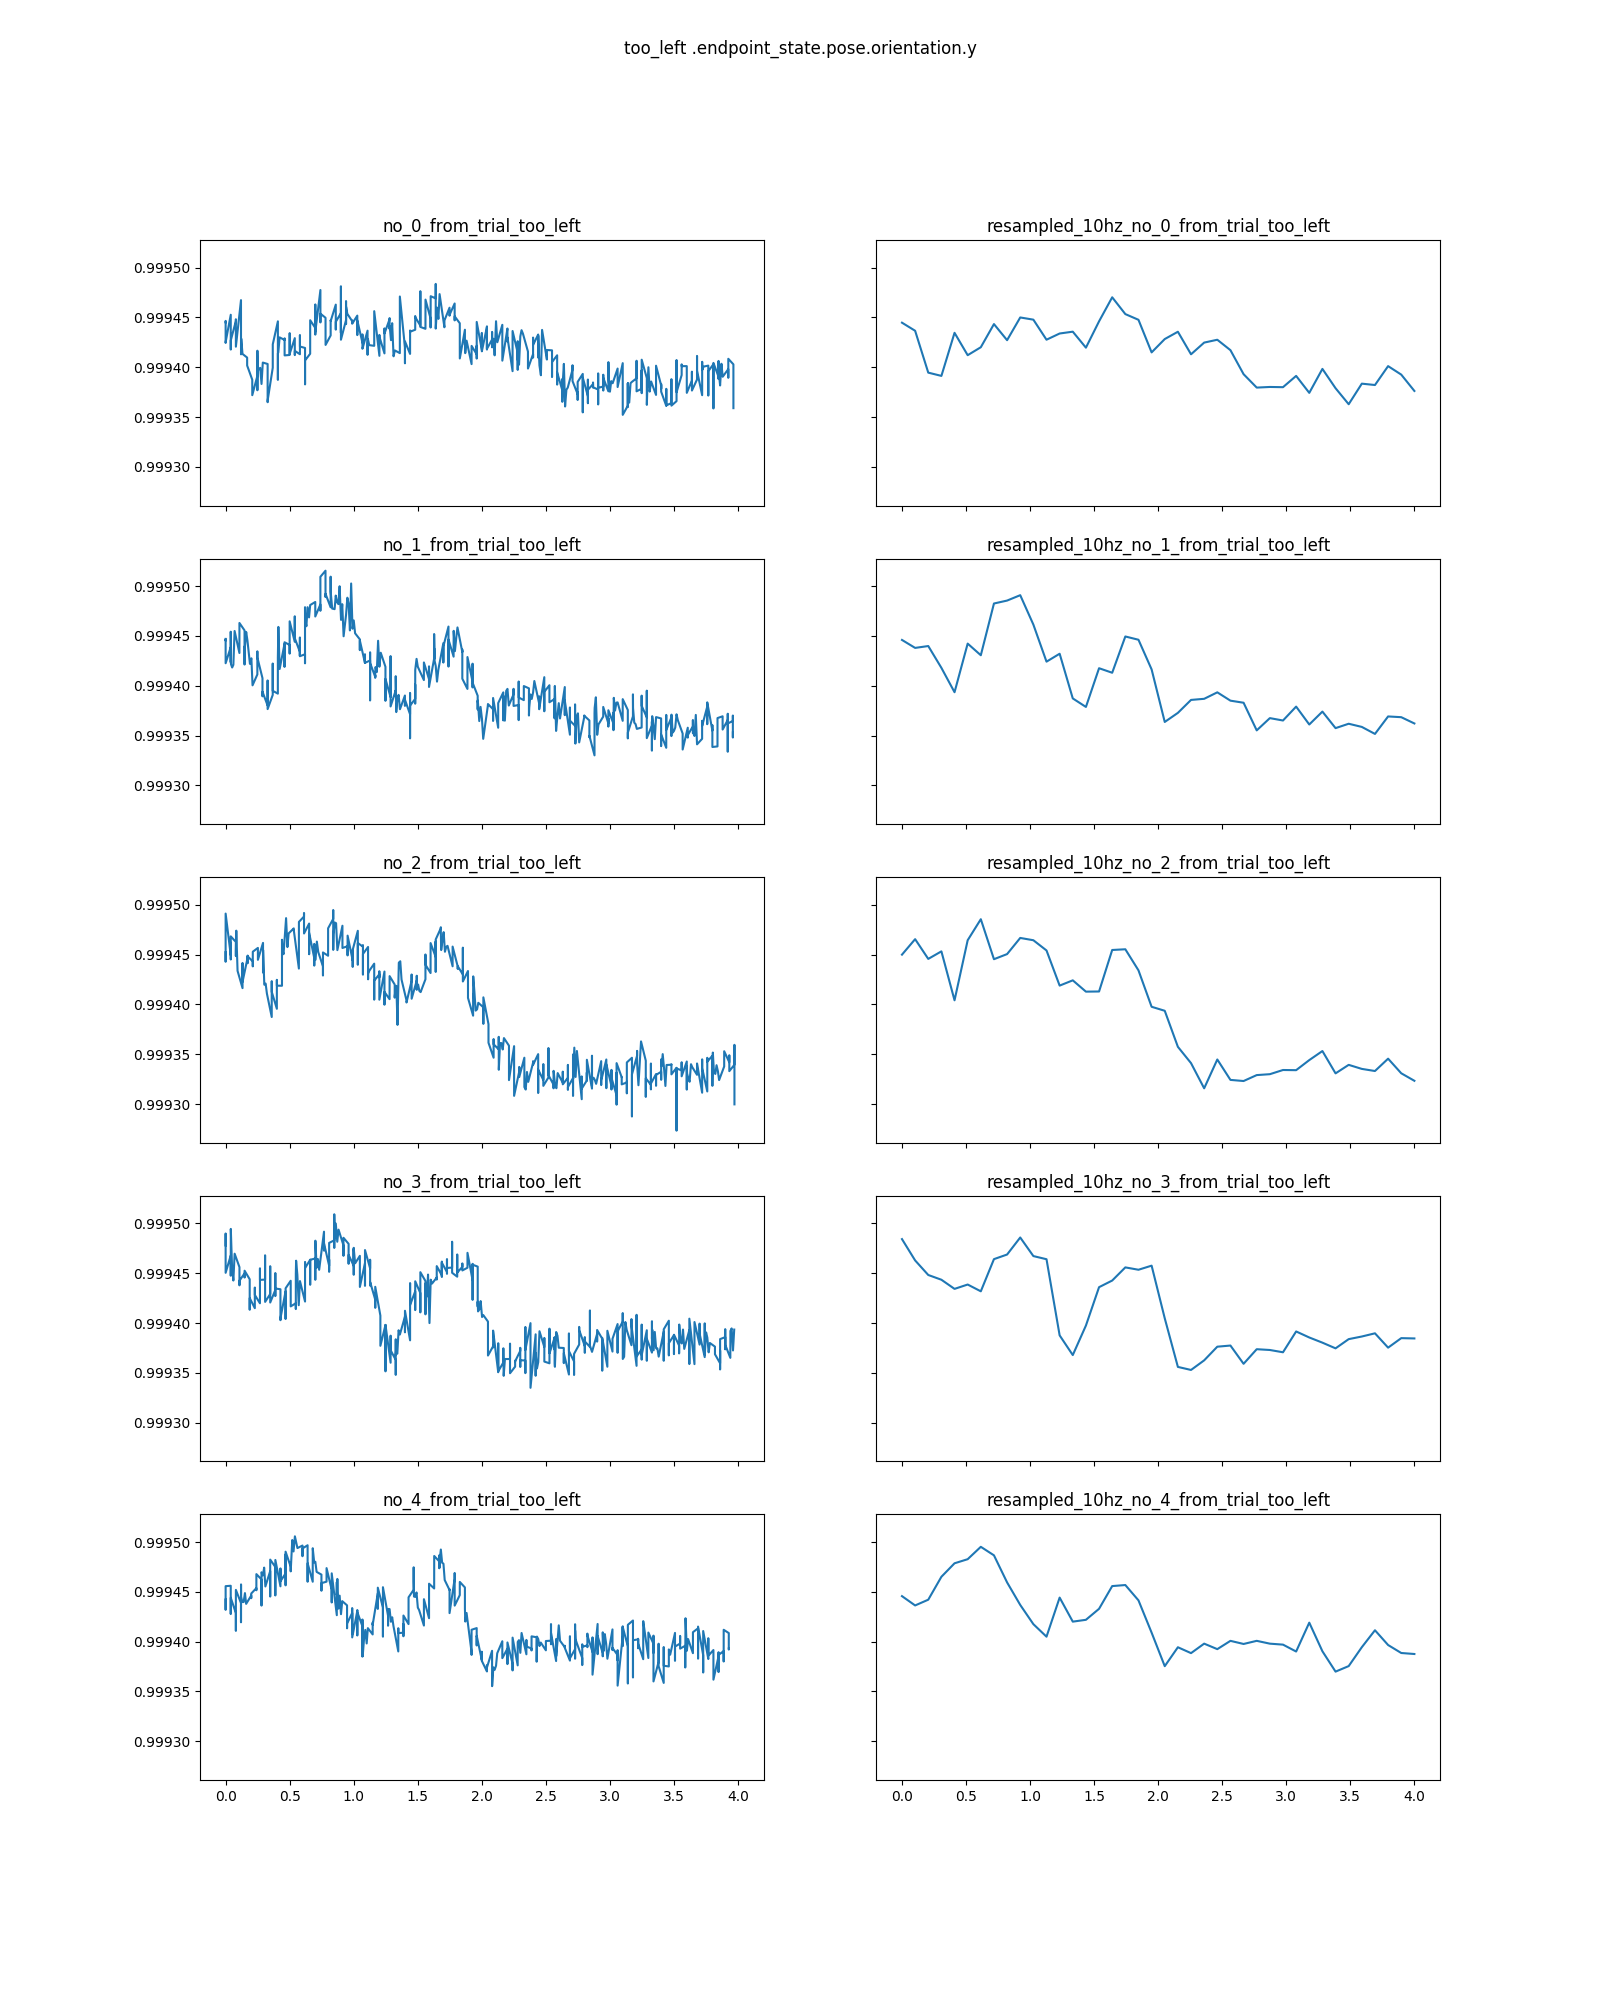 too_left .endpoint_state.pose.orientation.y
no_0_from_trial_too_left
resampled_10hz_no_0_from_trial_too_left
0.99950
0.99945
0.99940
0.99935
0.99930
no_1_from_trial_too_left
resampled_10hz_no_1_from_trial_too_left
0.99950
0.99945
0.99940
0.99935
0.99930
no_2_from_trial_too_left
resampled_10hz_no_2_from_trial_too_left
0.99950
0.99945
0.99940
0.99935
0.99930
no_3_from_trial_too_left
resampled_10hz_no_3_from_trial_too_left
0.99950
0.99945
0.99940
0.99935
0.99930
no_4_from_trial_too_left
resampled_10hz_no_4_from_trial_too_left
0.99950
0.99945
0.99940
0.99935
0.99930
0.0 0.5 1.0 1.5 2.0 2.5 3.0 3.5 4.0
0.0 0.5 1.0 1.5 2.0 2.5 3.0 3.5 4.0